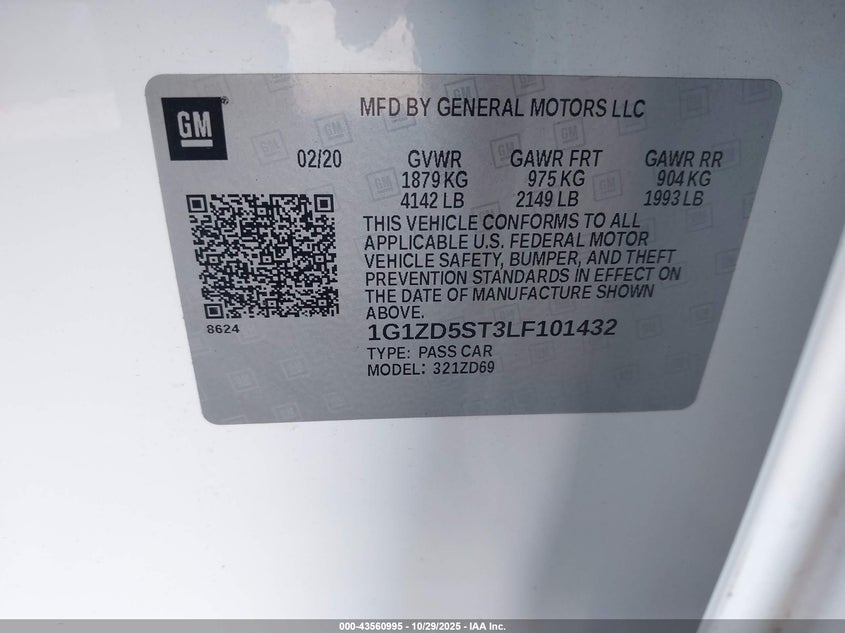 GM®
MFD BY GENERAL MOTORS LLC
02/20 GVWR GAWR FRT GAWR RR
1879 KG 975 KG 904 KG
4142 LB 2149 LB 1993 LB
THIS VEHICLE CONFORMS TO ALL
APPLICABLE U.S. FEDERAL MOTOR
VEHICLE SAFETY, BUMPER, AND THEFT
PREVENTION STANDARDS IN EFFECT ON
THE DATE OF MANUFACTURE SHOWN
ABOVE.
8624
1G1ZD5ST3LF101432
TYPE: PASS CAR
MODEL: 321ZD69
000-43560995 - 10/29/2025 - IAA Inc.